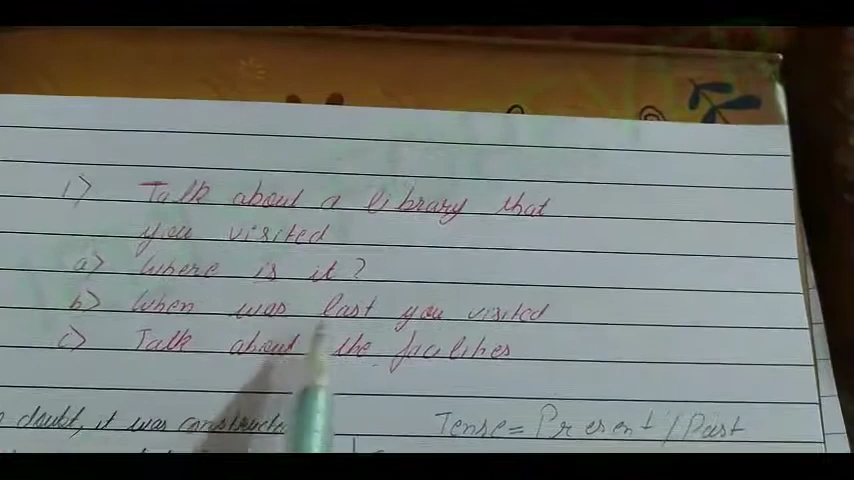 1> Talk about a library that
you visited
a> Where is it?
b> When was last you visited
c> Talk about the facilities
doubt, it was constructe
Tense = Present / Past